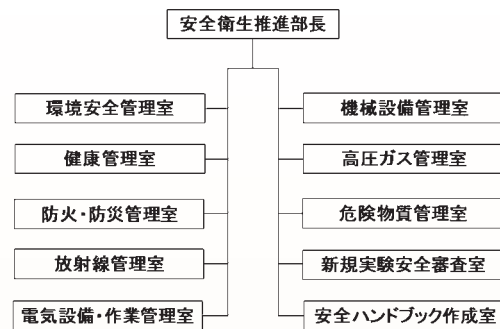 安全衛生推進部長
環境安全管理室
健康管理室
防火・防災管理室
放射線管理室
電気設備・作業管理室
機械設備管理室
高圧ガス管理室
危険物質管理室
新規実験安全審査室
安全ハンドブック作成室